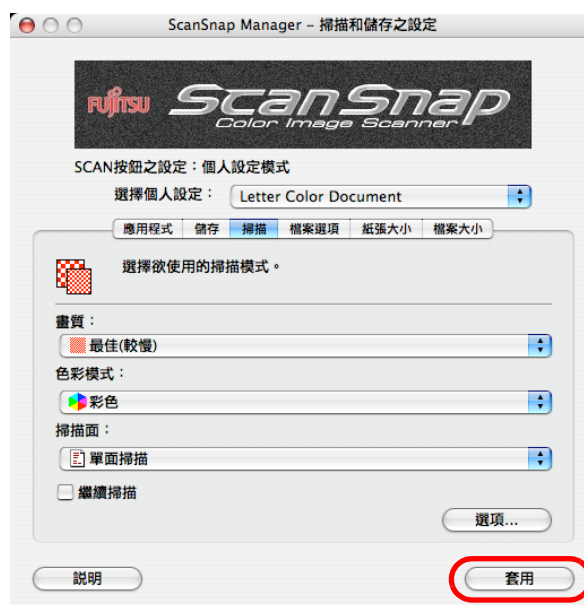 ScanSnap Manager – 掃描和儲存之設定
FUJITSU ScanSnap
Color Image Scanner
SCAN按鈕之設定：個人設定模式
選擇個人設定： Letter Color Document
應用程式 儲存 掃描 檔案選項 紙張大小 檔案大小
選擇欲使用的掃描模式。
畫質：
最佳(較慢)
色彩模式：
彩色
掃描面：
單面掃描
繼續掃描
選項...
説明 套用